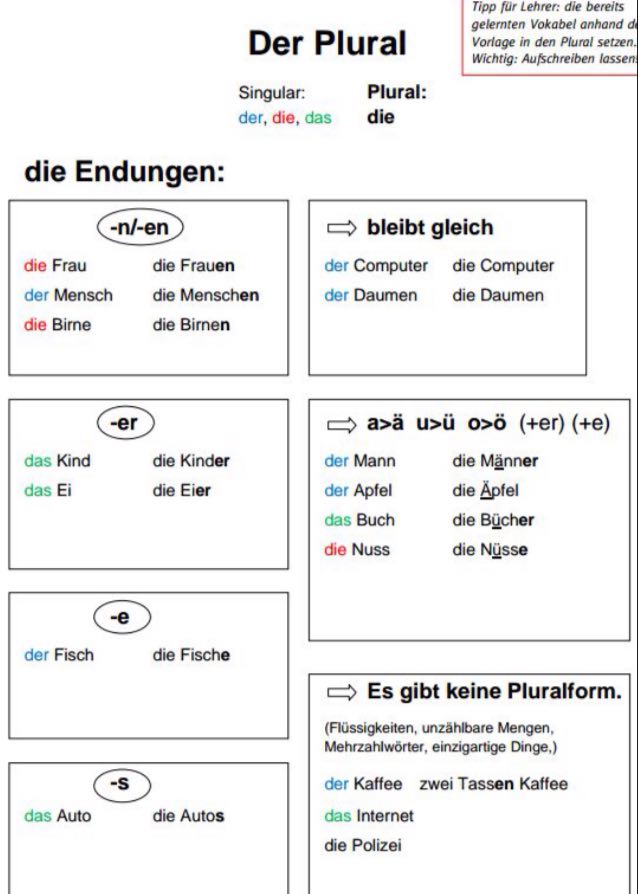 Tipp für Lehrer: die bereits
gelernten Vokabel anhand
Vorlage in den Plural setzen.
Wichtig: Aufschreiben lassen
Der Plural
Singular: Plural:
der, die, das die
die Endungen:
-n/-en
die Frau die Frauen
der Mensch die Menschen
die Birne die Birnen
⇨ bleibt gleich
der Computer die Computer
der Daumen die Daumen
-er
das Kind die Kinder
das Ei die Eier
⇨ a>ä u>ü o>ö (+er) (+e)
der Mann die Männer
der Apfel die Äpfel
das Buch die Bücher
die Nuss die Nüsse
-e
der Fisch die Fische
-s
das Auto die Autos
⇨ Es gibt keine Pluralform.
(Flüssigkeiten, unzählbare Mengen,
Mehrzahlwörter, einzigartige Dinge,)
der Kaffee zwei Tassen Kaffee
das Internet
die Polizei